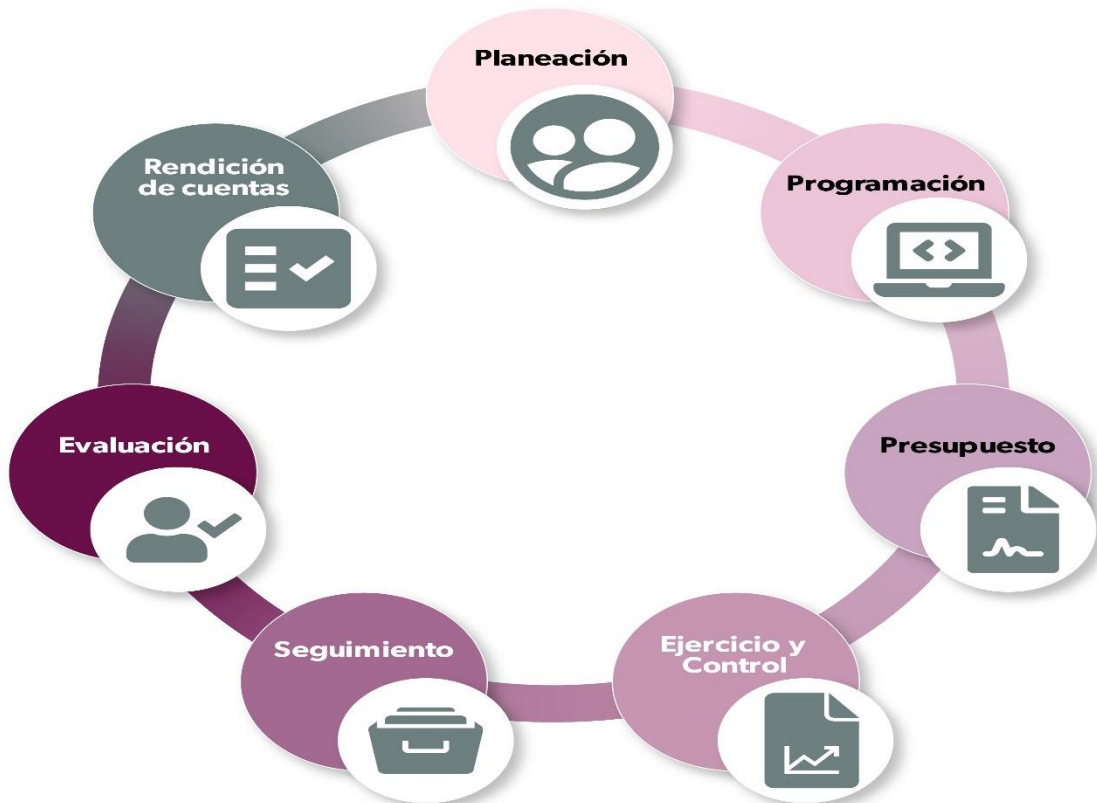 Planeación
Programación
Presupuesto
Ejercicio y
Control
Seguimiento
Evaluación
Rendición
de cuentas